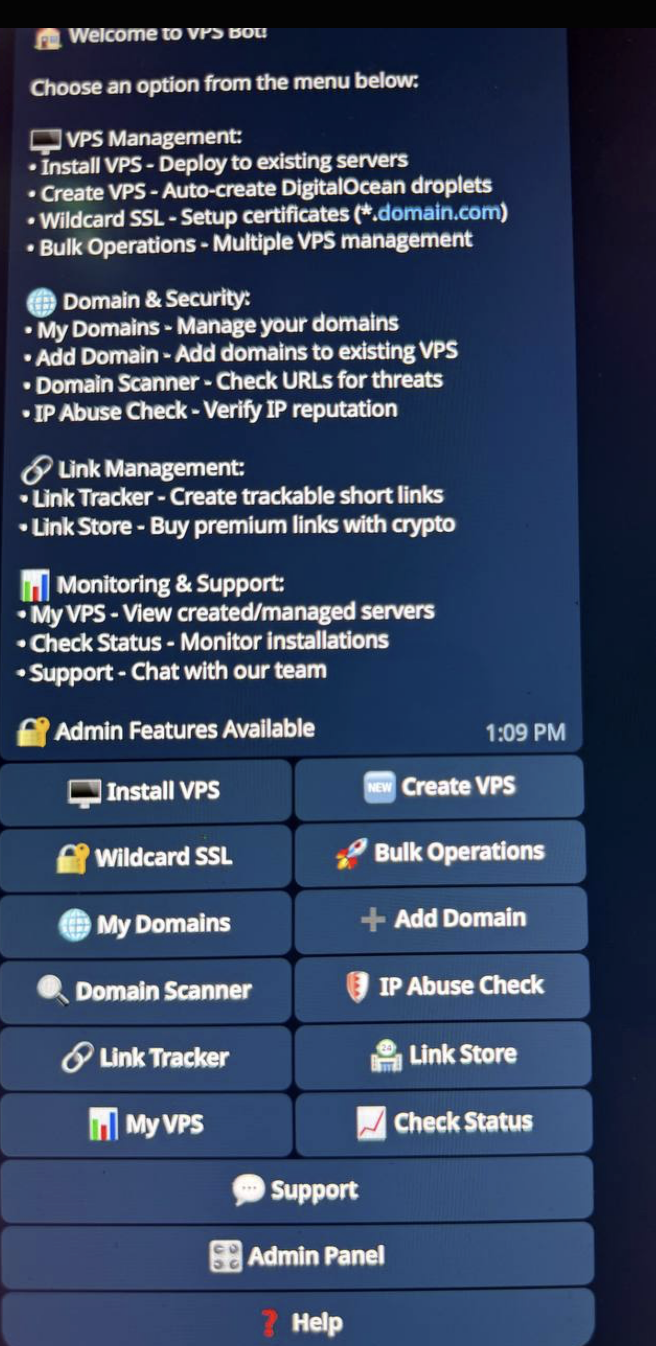 Welcome to VPS Bot!
Choose an option from the menu below:
VPS Management:
• Install VPS - Deploy to existing servers
• Create VPS - Auto-create DigitalOcean droplets
• Wildcard SSL - Setup certificates (*.domain.com)
• Bulk Operations - Multiple VPS management
Domain & Security:
• My Domains - Manage your domains
• Add Domain - Add domains to existing VPS
• Domain Scanner - Check URLs for threats
• IP Abuse Check - Verify IP reputation
Link Management:
• Link Tracker - Create trackable short links
• Link Store - Buy premium links with crypto
Monitoring & Support:
• My VPS - View created/managed servers
• Check Status - Monitor installations
• Support - Chat with our team
Admin Features Available 1:09 PM
Install VPS
NEW Create VPS
Wildcard SSL
Bulk Operations
My Domains
Add Domain
Domain Scanner
IP Abuse Check
Link Tracker
24 Link Store
My VPS
Check Status
Support
Admin Panel
Help